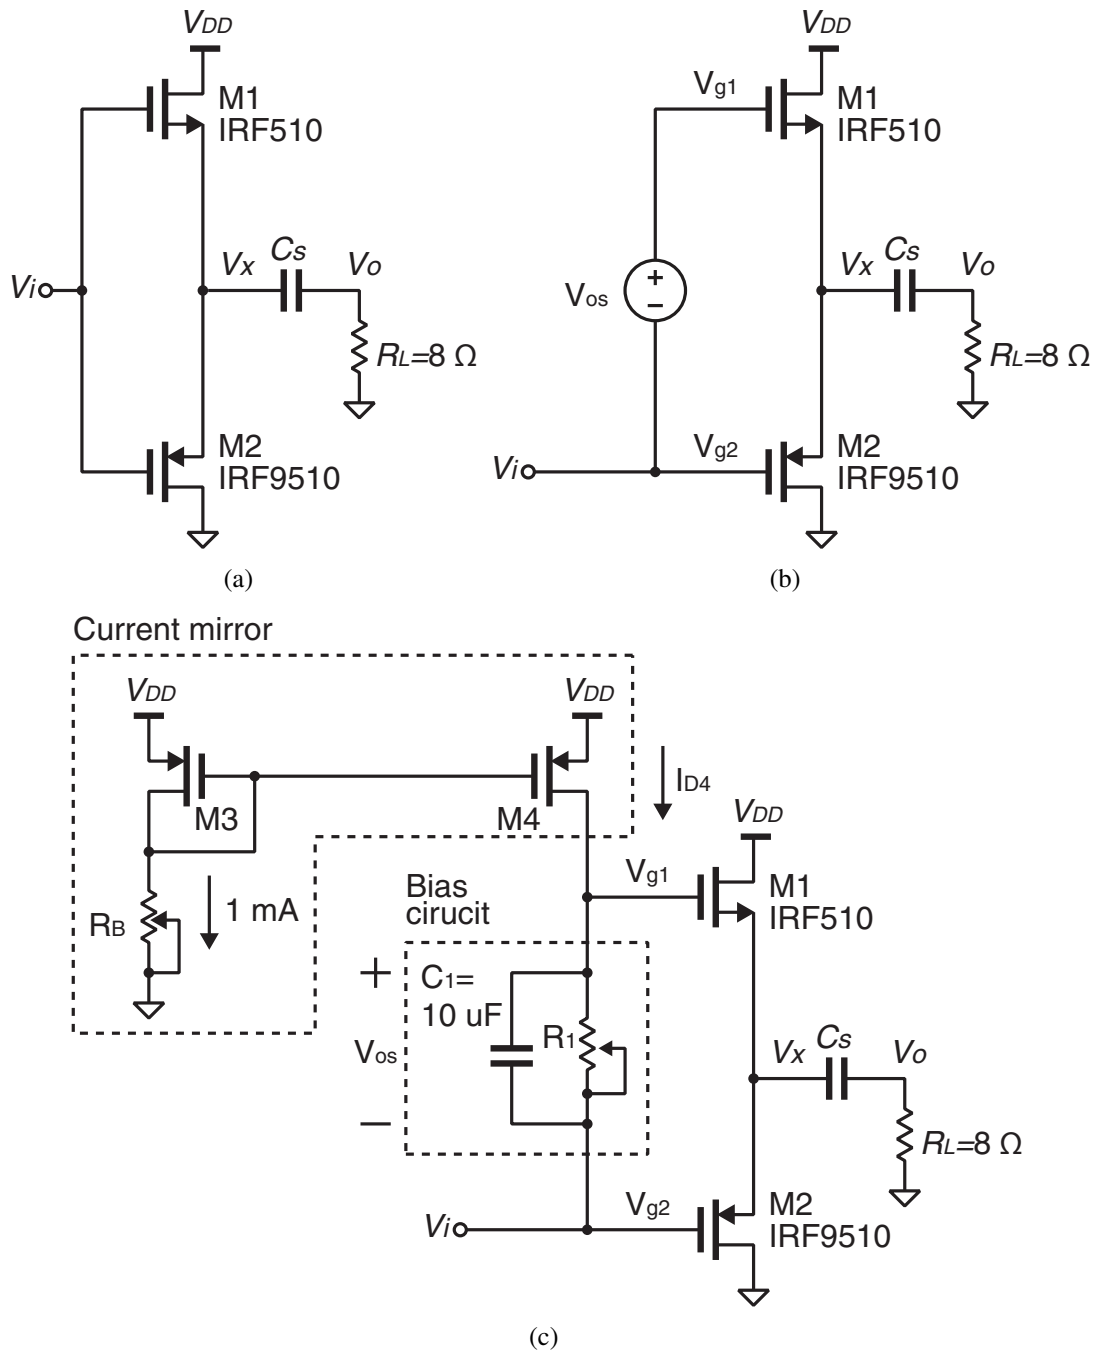 VDD
M1
IRF510
Vi
Vx
Cs
Vo
RL=8 Ω
M2
IRF9510
(a)
VDD
Vg1
M1
IRF510
+
−
Vos
Vx
Cs
Vo
RL=8 Ω
Vg2
Vi
M2
IRF9510
(b)
Current mirror
VDD
VDD
M3
M4
ID4
RB
1 mA
VDD
Vg1
M1
IRF510
Bias
cirucit
+
C1=
10 uF
R1
Vos
−
Vx
Cs
Vo
RL=8 Ω
Vg2
Vi
M2
IRF9510
(c)